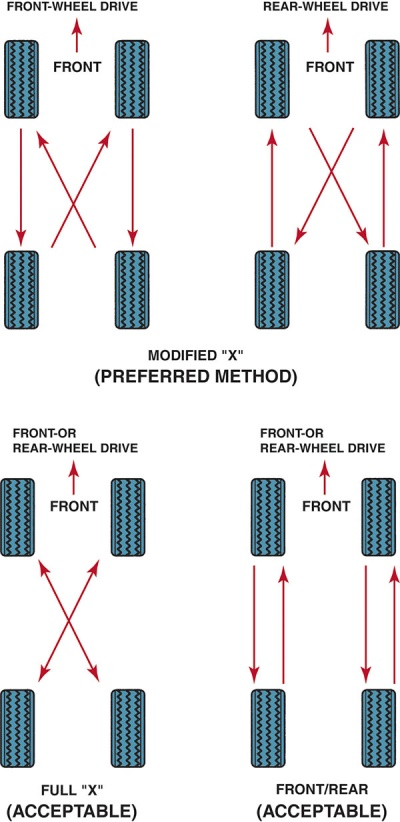 FRONT-WHEEL DRIVE
FRONT
REAR-WHEEL DRIVE
FRONT
MODIFIED "X"
(PREFERRED METHOD)
FRONT-OR
REAR-WHEEL DRIVE
FRONT
FRONT-OR
REAR-WHEEL DRIVE
FRONT
FULL "X"
(ACCEPTABLE)
FRONT/REAR
(ACCEPTABLE)